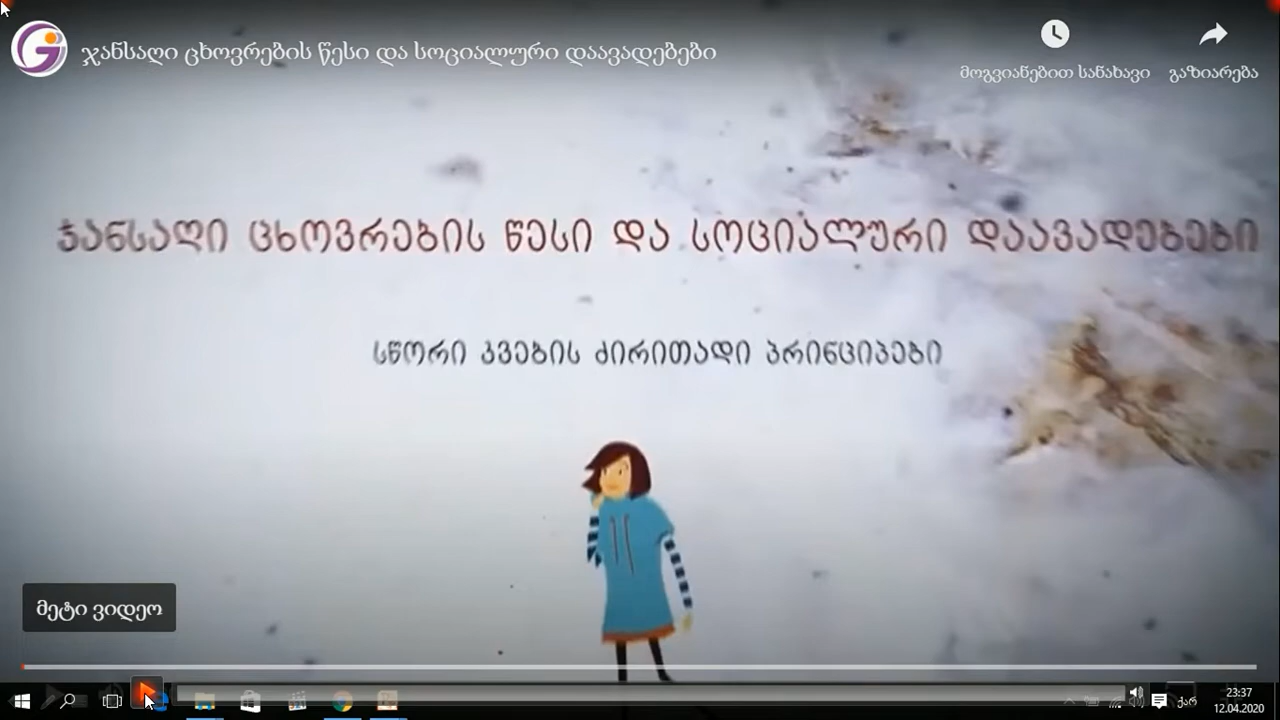 ჯანსაღი ცხოვრების წესი და სოციალური დაავადებები
მოგვიანებით სანახავი
გაზიარება
ჯანსაღი ცხოვრების წესი და სოციალური დაავადებები
სწორი კვების ძირითადი პრინციპები
მეტი ვიდეო
ქარ
23:37
12.04.2020